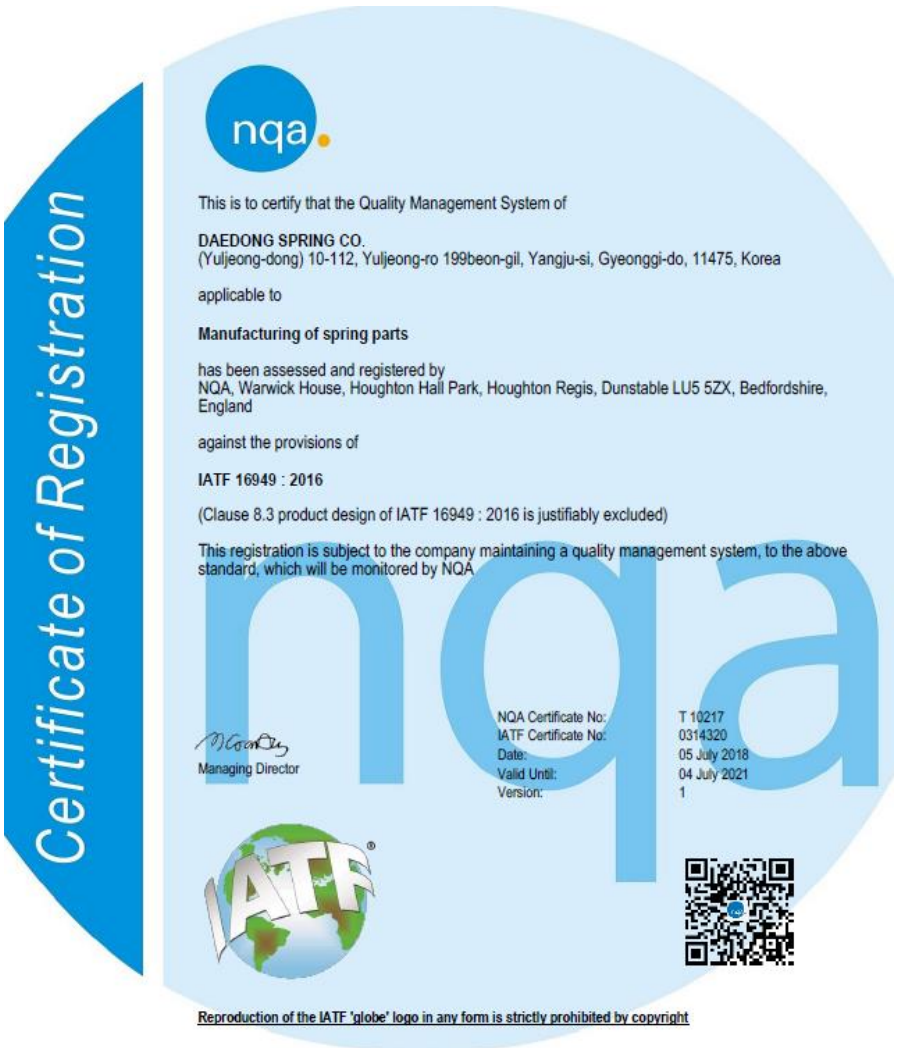 Certificate of Registration
nqa.
This is to certify that the Quality Management System of
DAEDONG SPRING CO.
(Yuljeong-dong) 10-112, Yuljeong-ro 199beon-gil, Yangju-si, Gyeonggi-do, 11475, Korea
applicable to
Manufacturing of spring parts
has been assessed and registered by
NQA, Warwick House, Houghton Hall Park, Houghton Regis, Dunstable LU5 5ZX, Bedfordshire,
England
against the provisions of
IATF 16949 : 2016
(Clause 8.3 product design of IATF 16949 : 2016 is justifiably excluded)
This registration is subject to the company maintaining a quality management system, to the above
standard, which will be monitored by NQA
nqa
NQA Certificate No: T 10217
IATF Certificate No: 0314320
Date: 05 July 2018
Valid Until: 04 July 2021
Version: 1
Managing Director
IATF®
nqa
Reproduction of the IATF 'globe' logo in any form is strictly prohibited by copyright